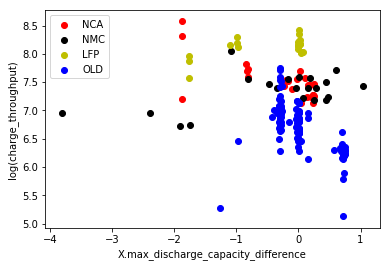 NCA
NMC
LFP
OLD
8.5
8.0
7.5
7.0
6.5
6.0
5.5
5.0
log(charge_throughput)
−4
−3
−2
−1
0
1
X.max_discharge_capacity_difference